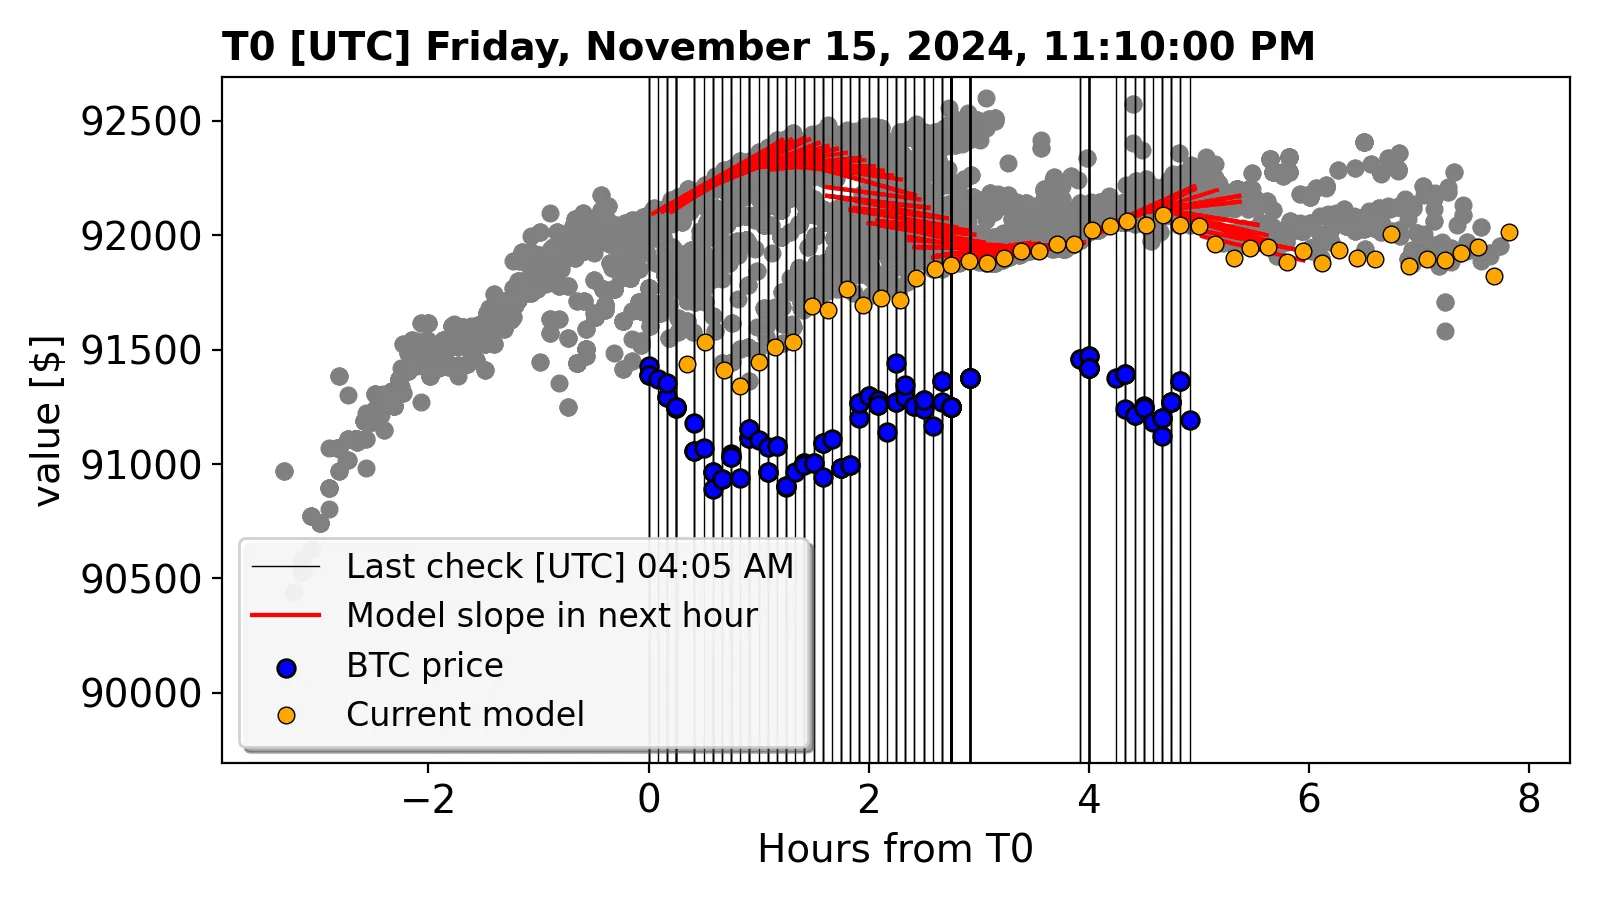 T0 [UTC] Friday, November 15, 2024, 11:10:00 PM
value [$]
92500
92000
91500
91000
90500
90000
Last check [UTC] 04:05 AM
Model slope in next hour
BTC price
Current model
−2 0 2 4 6 8
Hours from T0